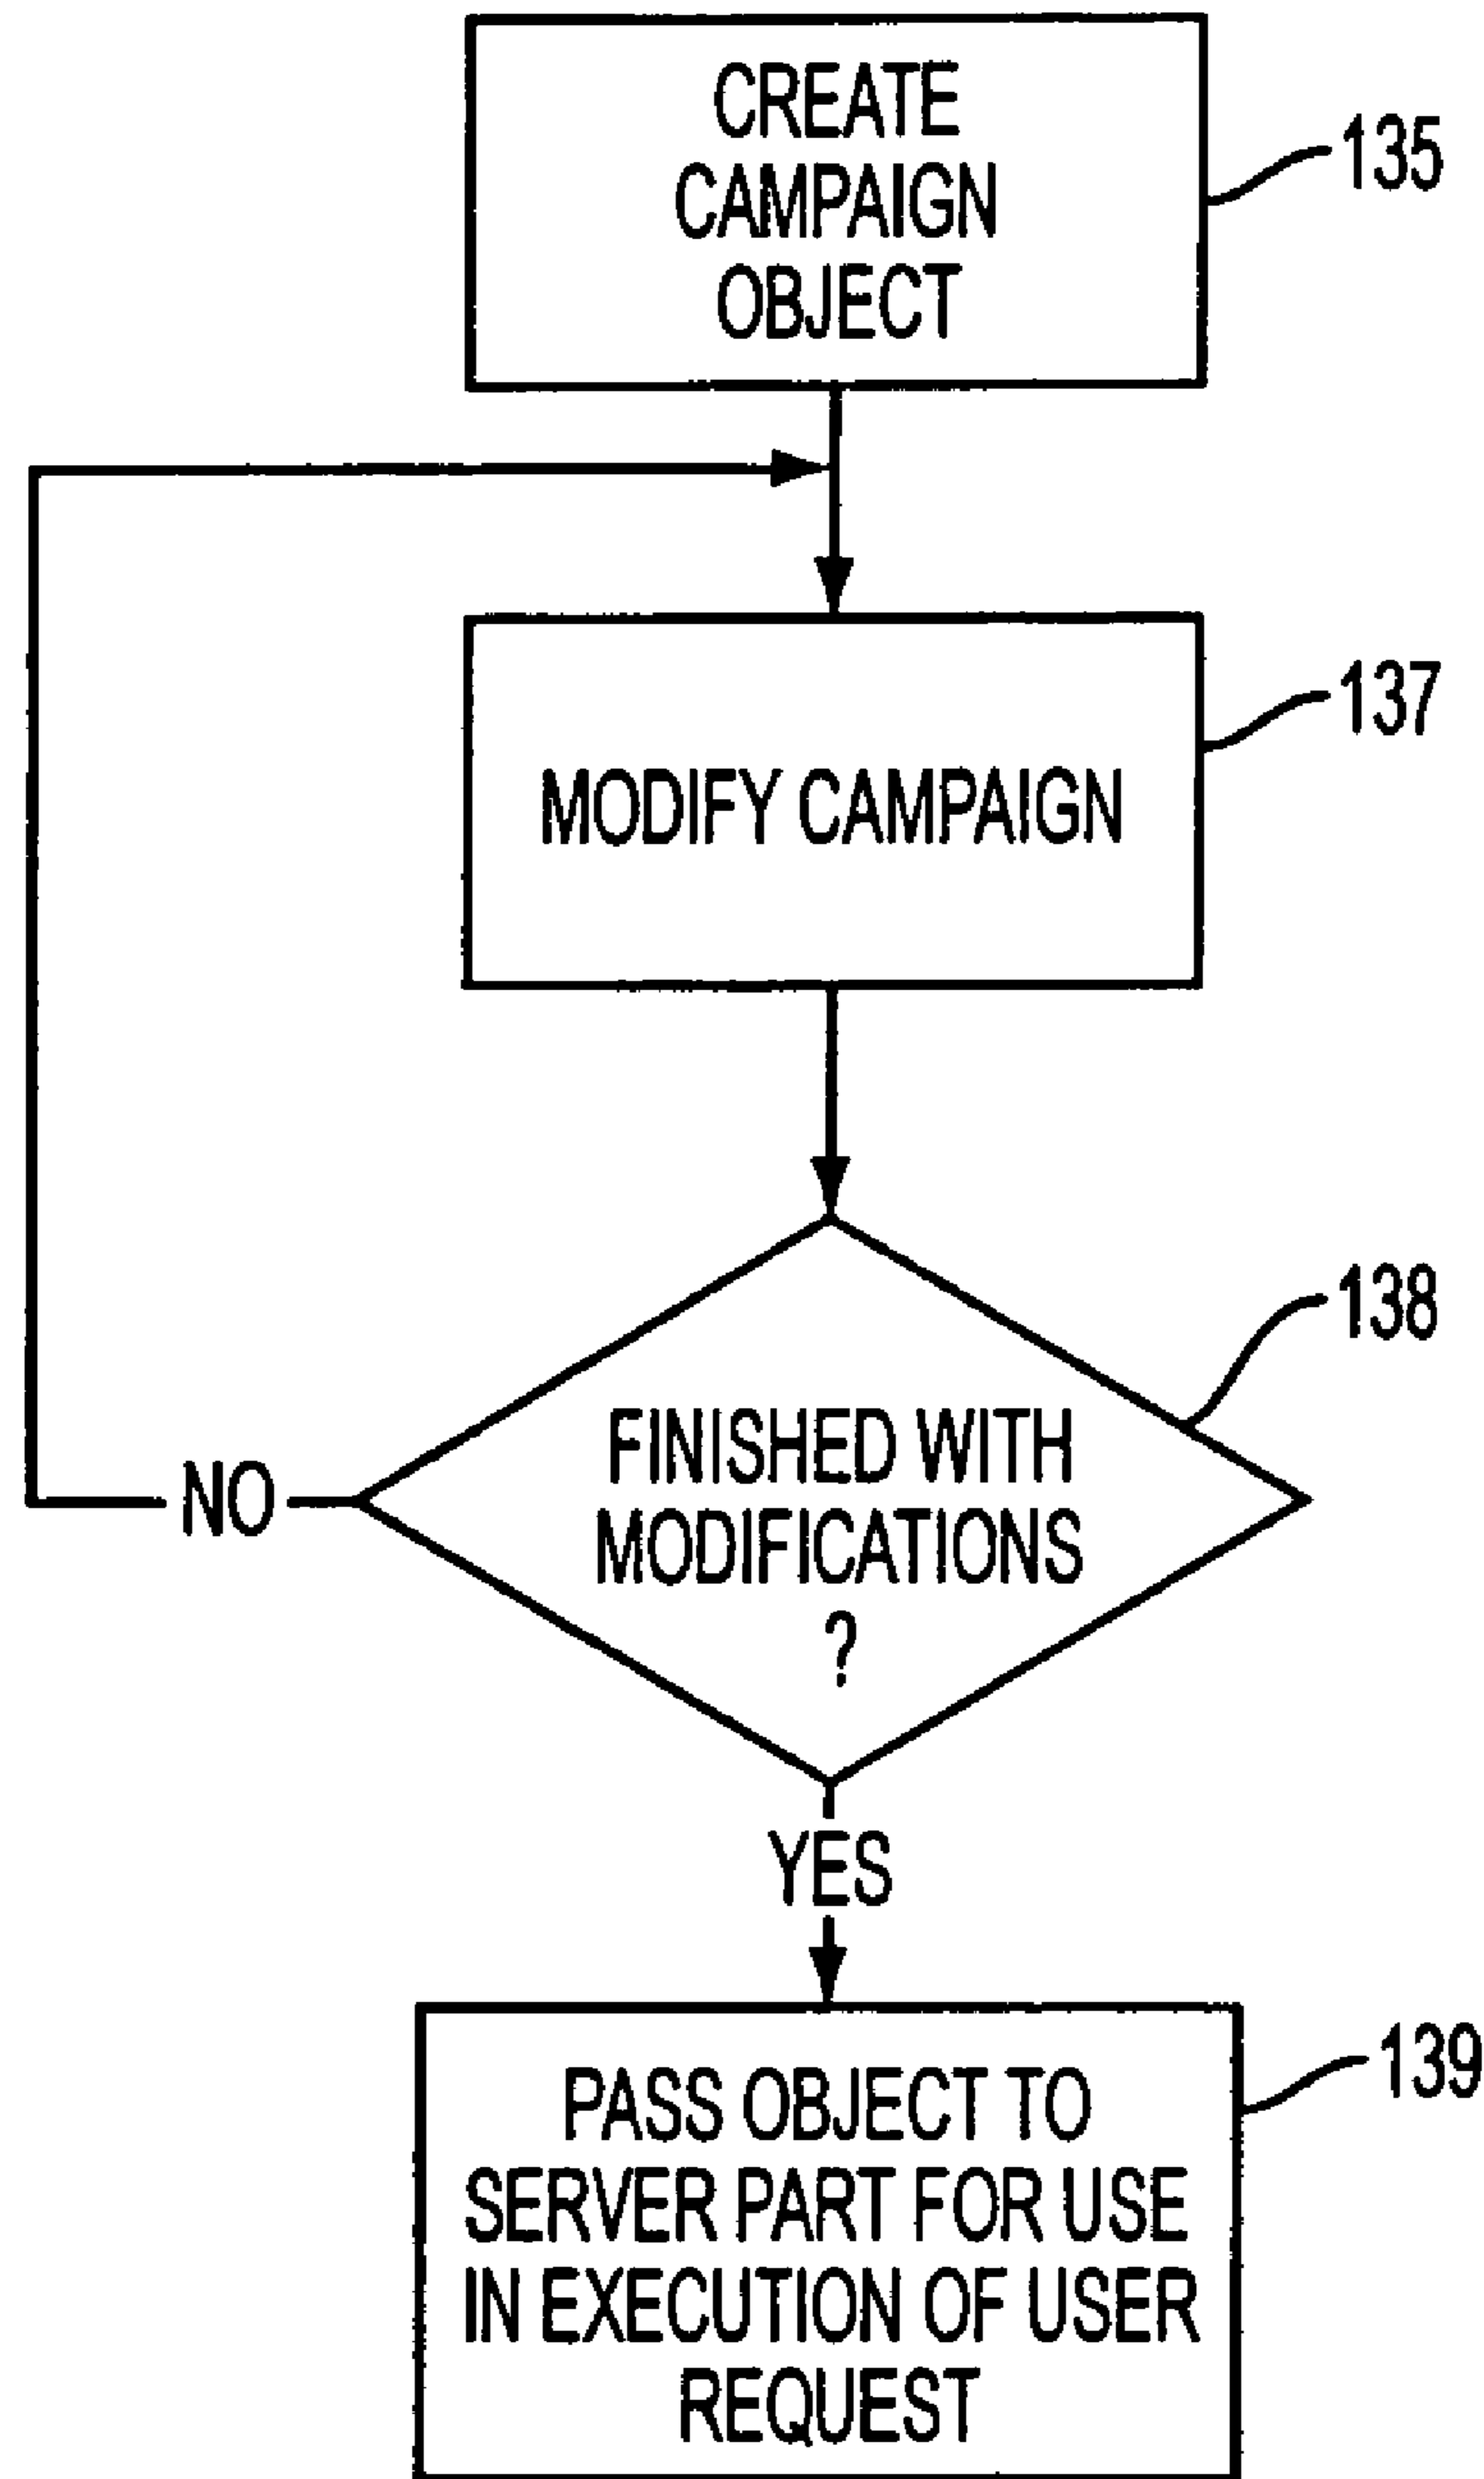 CREATE
CAMPAIGN
OBJECT
135
137
MODIFY CAMPAIGN
138
FINISHED WITH
MODIFICATIONS
?
NO
YES
139
PASS OBJECT TO
SERVER PART FOR USE
IN EXECUTION OF USER
REQUEST